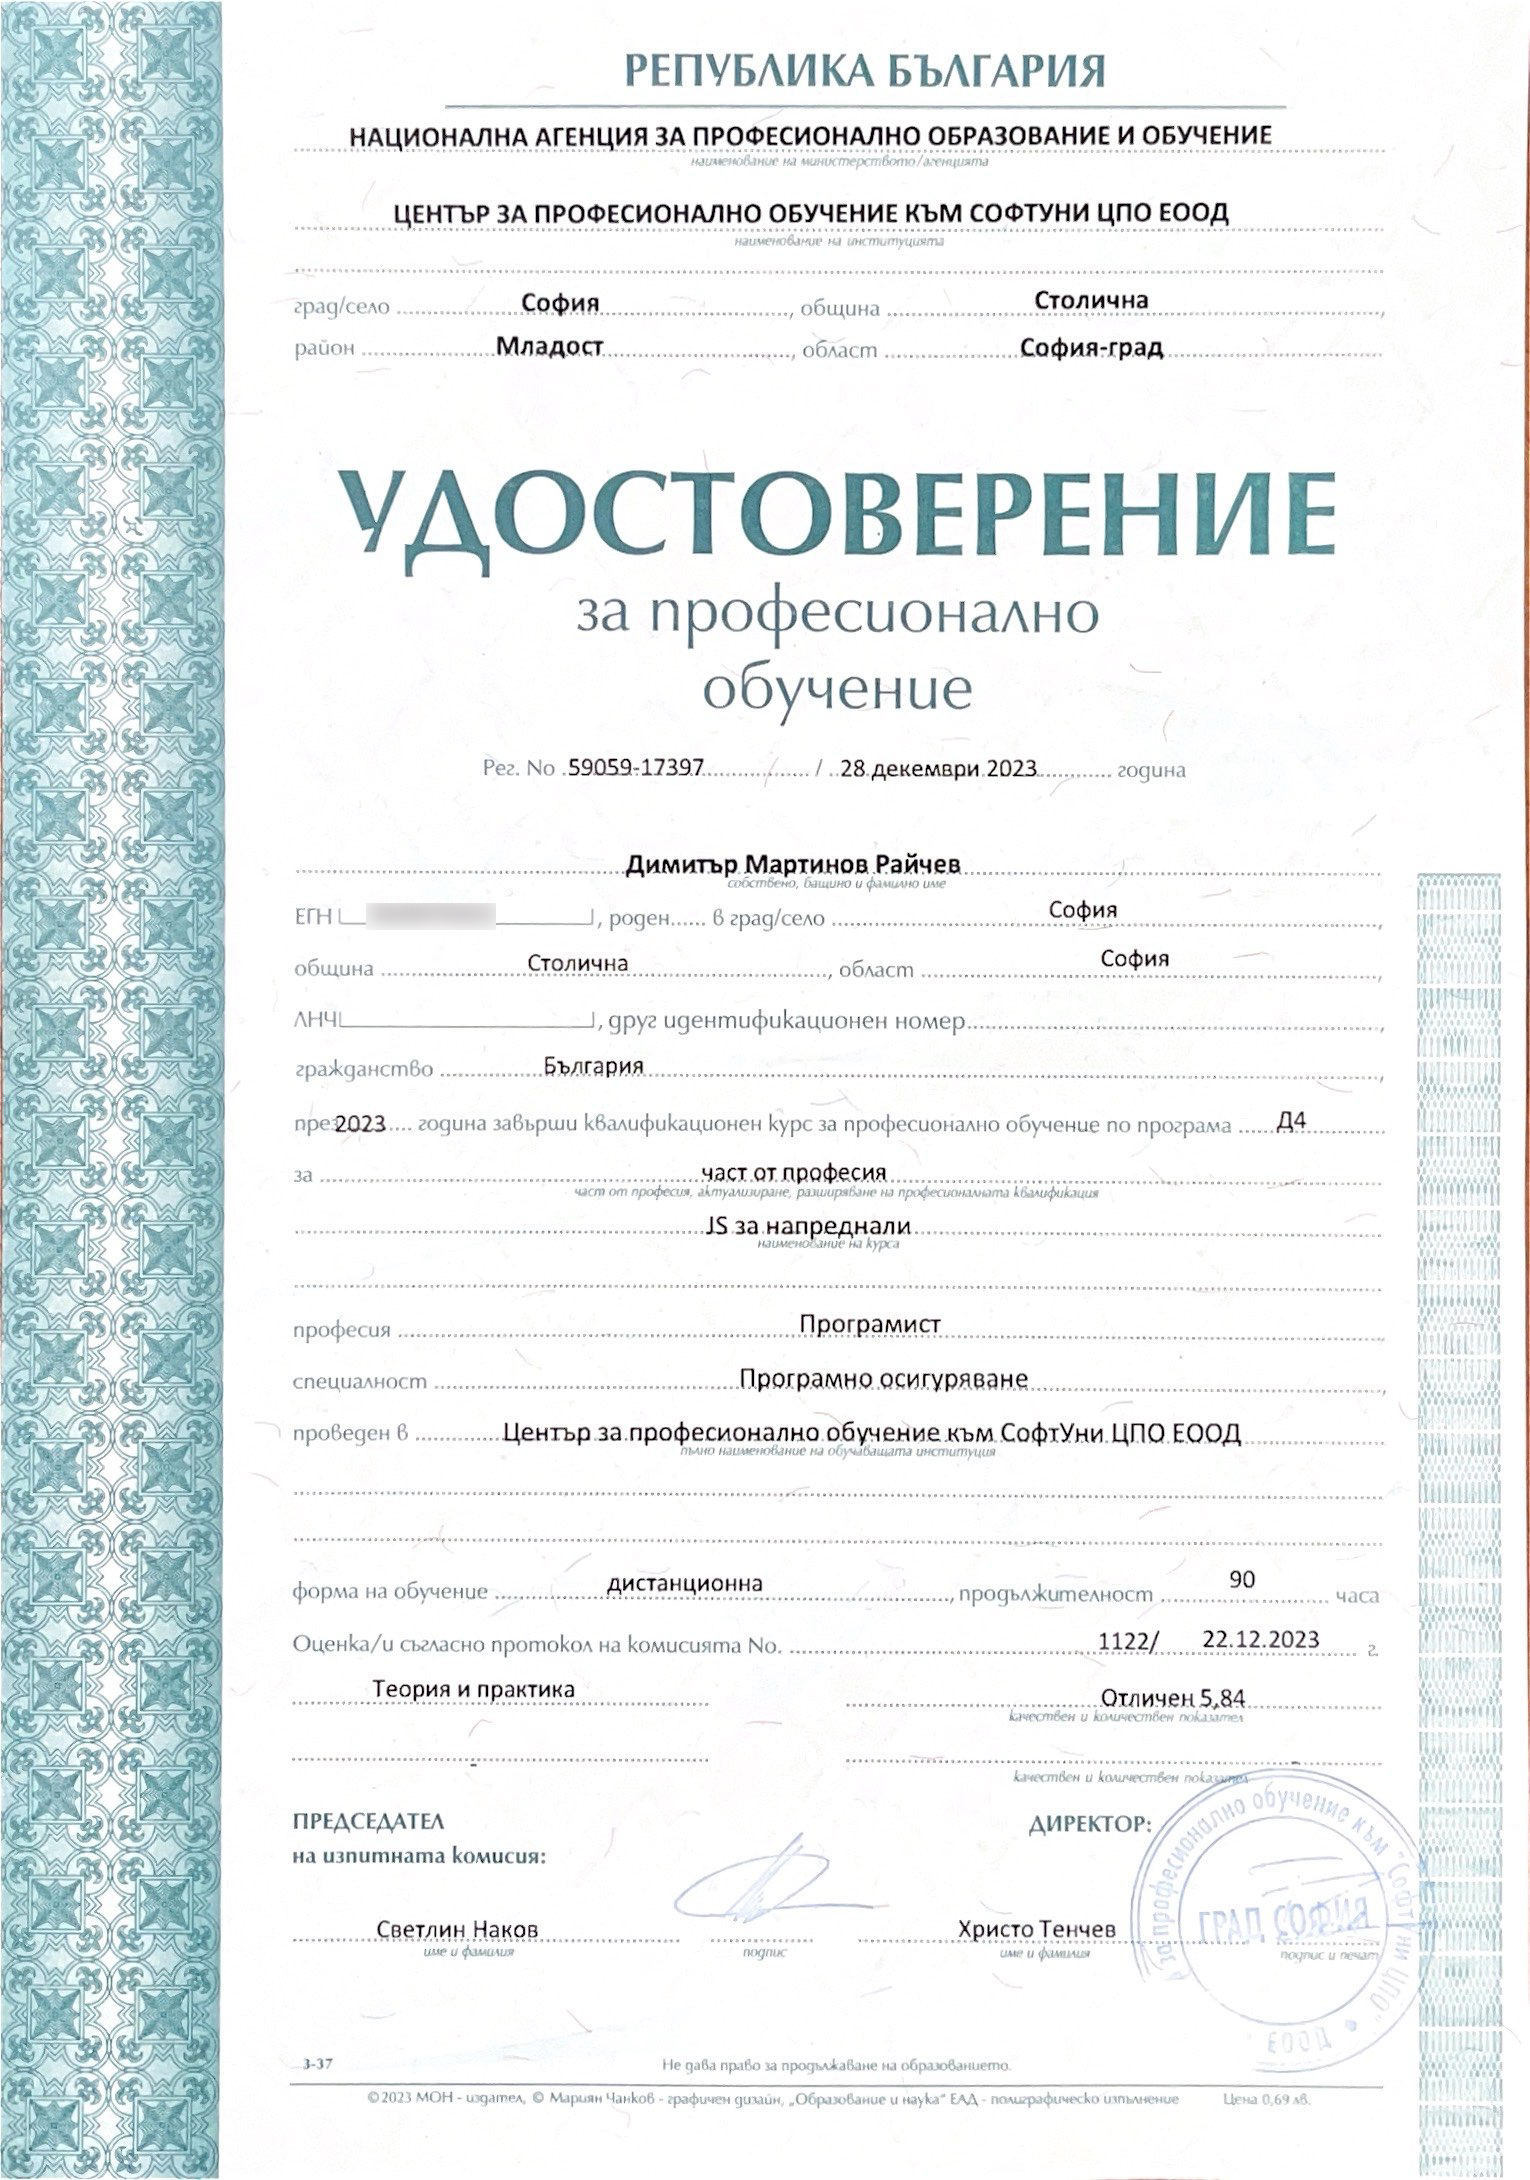 РЕПУБЛИКА БЪЛГАРИЯ
НАЦИОНАЛНА АГЕНЦИЯ ЗА ПРОФЕСИОНАЛНО ОБРАЗОВАНИЕ И ОБУЧЕНИЕ
наименование на министерството/агенцията
ЦЕНТЪР ЗА ПРОФЕСИОНАЛНО ОБУЧЕНИЕ КЪМ СОФТУНИ ЦПО ЕООД
наименование на институцията
град/село София, община Столична,
район Младост, област София-град
УДОСТОВЕРЕНИЕ
за професионално
обучение
Рег. No 59059-17397 / 28 декември 2023 година
Димитър Мартинов Райчев
собствено, бащино и фамилно име
ЕГН , роден...... в град/село София,
община Столична, област София,
ЛНЧ , друг идентификационен номер,
гражданство България,
през 2023 година завърши квалификационен курс за професионално обучение по програма Д4
за част от професия
част от професия, актуализиране, разширяване на професионалната квалификация
JS за напреднали
наименование на курса
професия Програмист
специалност Програмно осигуряване,
проведен в Център за професионално обучение към СофтУни ЦПО ЕООД
пълно наименование на обучаващата институция
форма на обучение дистанционна, продължителност 90 часа
Оценка/и съгласно протокол на комисията No. 1122/ 22.12.2023 г.
Теория и практика Отличен 5,84
качествен и количествен показател
- -
качествен и количествен показател
ПРЕДСЕДАТЕЛ ДИРЕКТОР:
на изпитната комисия:
Светлин Наков Христо Тенчев
име и фамилия подпис име и фамилия подпис и печат
за професионално обучение към "СофтУни ЦПО" ЕООД
ГРАД СОФИЯ
3-37 Не дава право за продължаване на образованието.
©2023 МОН - издател, © Мариян Чанков - графичен дизайн, „Образование и наука“ ЕАД - полиграфическо изпълнение Цена 0,69 лв.